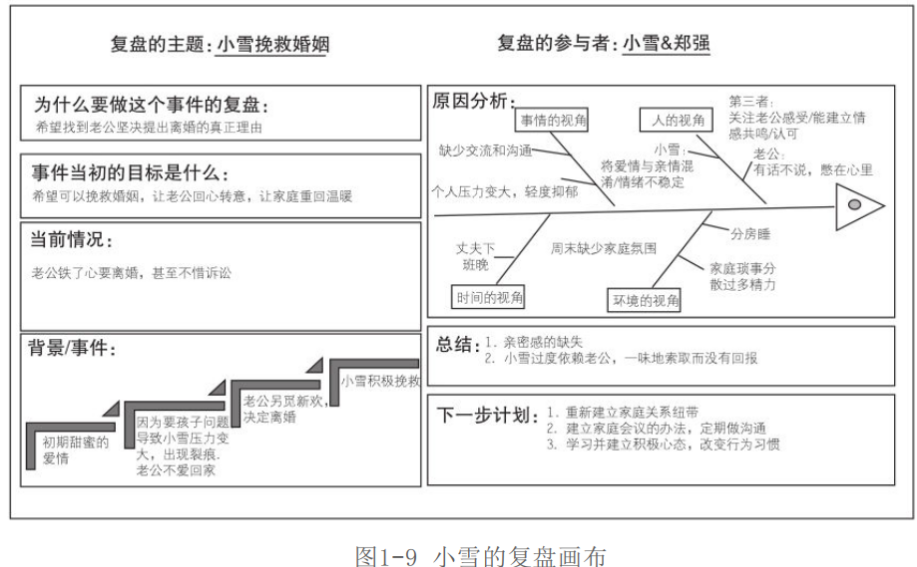 复盘的主题:小雪挽救婚姻
复盘的参与者:小雪&郑强
为什么要做这个事件的复盘:
希望找到老公坚决提出离婚的真正理由
事件当初的目标是什么:
希望可以挽救婚姻，让老公回心转意，让家庭重回温暖
当前情况:
老公铁了心要离婚，甚至不惜诉讼
背景/事件:
初期甜蜜的
爱情
因为要孩子问题
导致小雪压力变
大，出现裂痕.
老公不爱回家
老公另觅新欢，
决定离婚
小雪积极挽救
原因分析:
事情的视角
缺少交流和沟通
个人压力变大，轻度抑郁
人的视角
小雪:
将爱情与亲情混
淆/情绪不稳定
第三者:
关注老公感受/能建立情
感共鸣/认可
老公:
有话不说，憋在心里
丈夫下
班晚
时间的视角
周末缺少家庭氛围
分房睡
家庭琐事分
散过多精力
环境的视角
总结:
1. 亲密感的缺失
2. 小雪过度依赖老公，一味地索取而没有回报
下一步计划:
1. 重新建立家庭关系纽带
2. 建立家庭会议的办法，定期做沟通
3. 学习并建立积极心态，改变行为习惯
图1-9 小雪的复盘画布